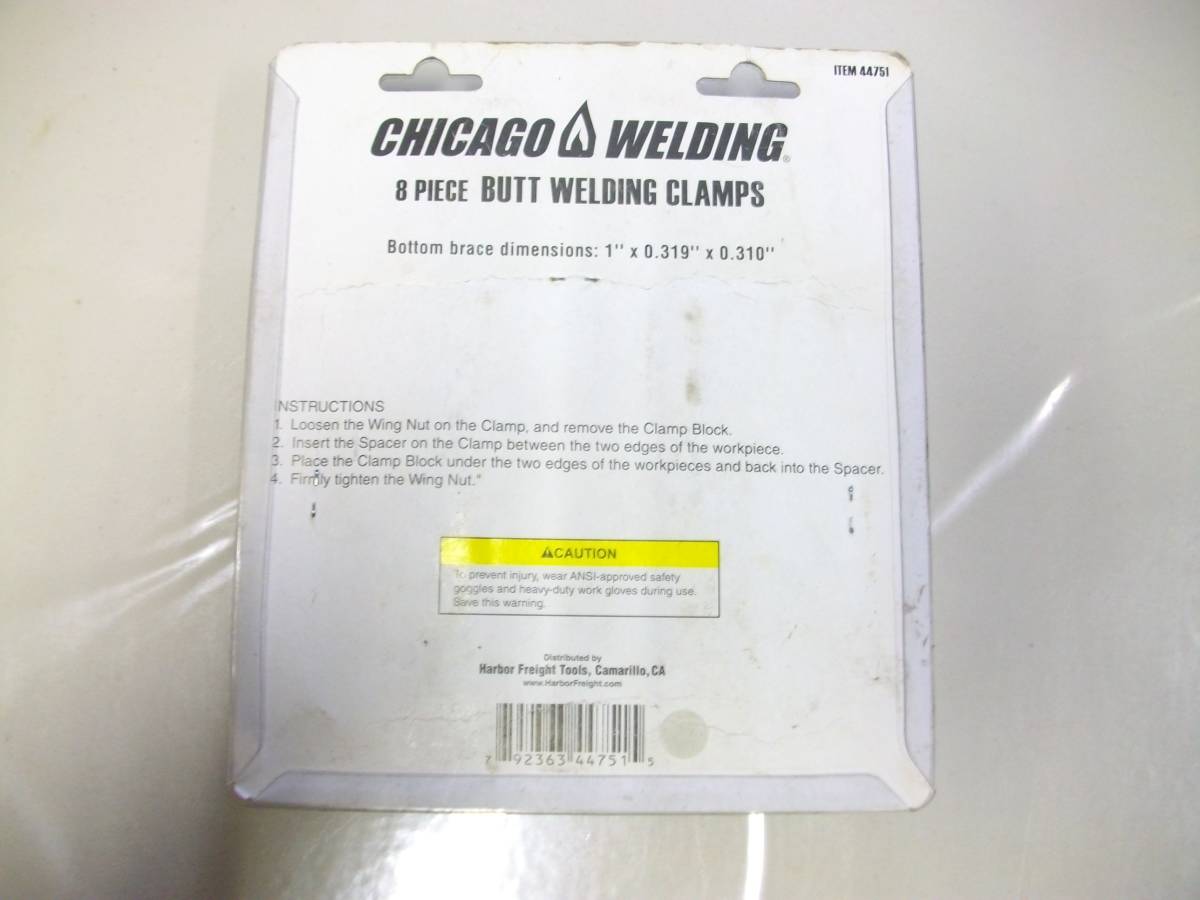 ITEM 44751
CHICAGO WELDING®
8 PIECE BUTT WELDING CLAMPS
Bottom brace dimensions: 1" x 0.319" x 0.310"
INSTRUCTIONS
1. Loosen the Wing Nut on the Clamp, and remove the Clamp Block.
2. Insert the Spacer on the Clamp between the two edges of the workpiece.
3. Place the Clamp Block under the two edges of the workpieces and back into the Spacer.
4. Firmly tighten the Wing Nut."
⚠CAUTION
To prevent injury, wear ANSI-approved safety
goggles and heavy-duty work gloves during use.
Save this warning.
Distributed by
Harbor Freight Tools, Camarillo, CA
www.HarborFreight.com
7 92363 44751 5